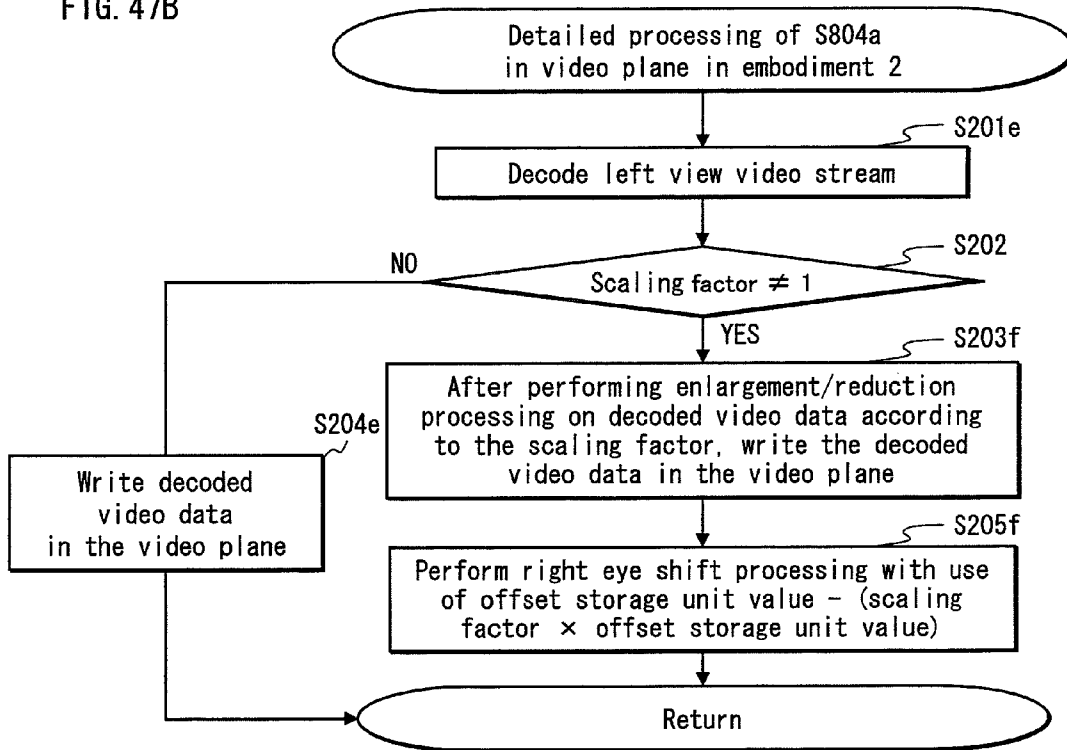 FIG. 47B
Detailed processing of S804a
in video plane in embodiment 2
S201e
Decode left view video stream
S202
NO
Scaling factor ≠ 1
YES
S203f
After performing enlargement/reduction
processing on decoded video data according
to the scaling factor, write the decoded
video data in the video plane
S204e
Write decoded
video data
in the video plane
S205f
Perform right eye shift processing with use
of offset storage unit value – (scaling
factor × offset storage unit value)
Return